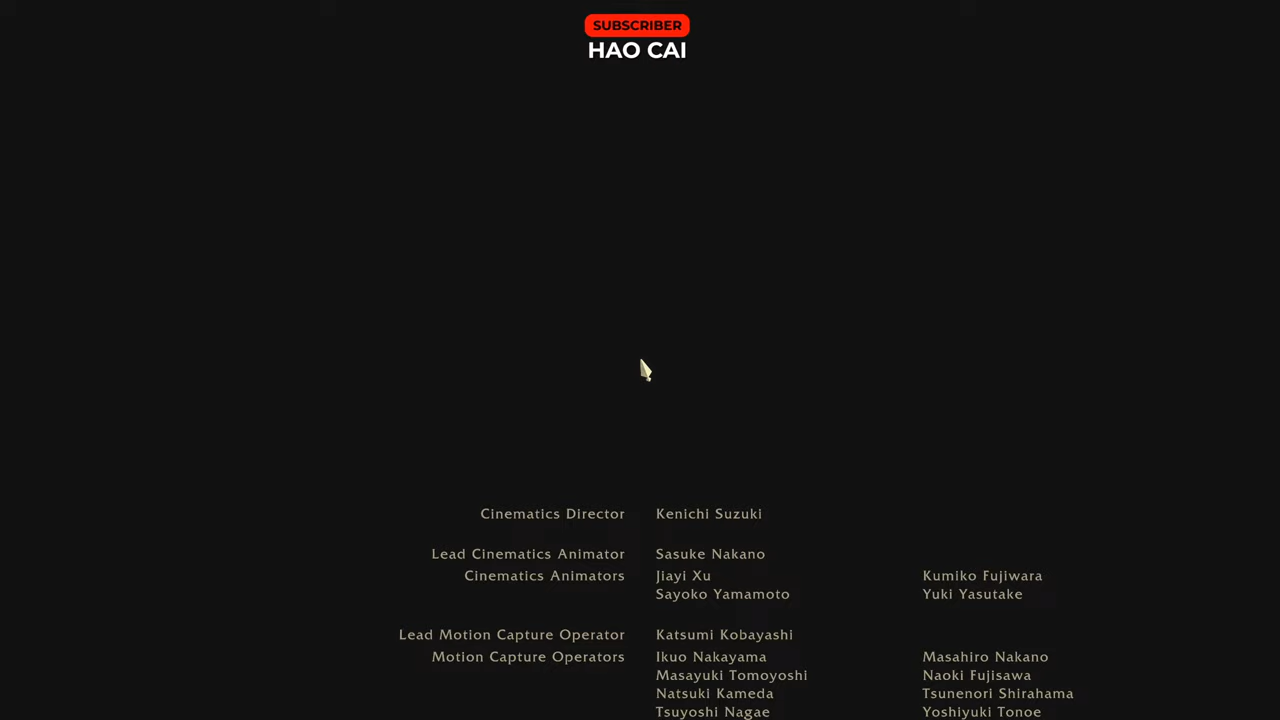 SUBSCRIBER
HAO CAI
Cinematics Director Kenichi Suzuki
Lead Cinematics Animator Sasuke Nakano
Cinematics Animators Jiayi Xu Kumiko Fujiwara
Sayoko Yamamoto Yuki Yasutake
Lead Motion Capture Operator Katsumi Kobayashi
Motion Capture Operators Ikuo Nakayama Masahiro Nakano
Masayuki Tomoyoshi Naoki Fujisawa
Natsuki Kameda Tsunenori Shirahama
Tsuyoshi Nagae Yoshiyuki Tonoe